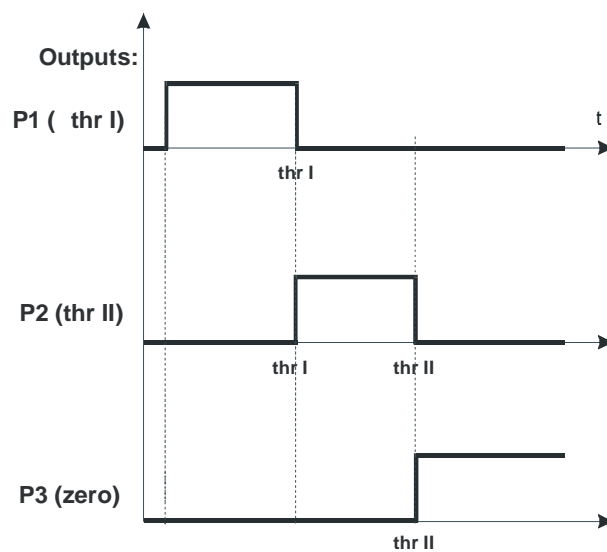 Outputs:
P1 ( thr I)
t
thr I
P2 (thr II)
thr I thr II
P3 (zero)
thr II